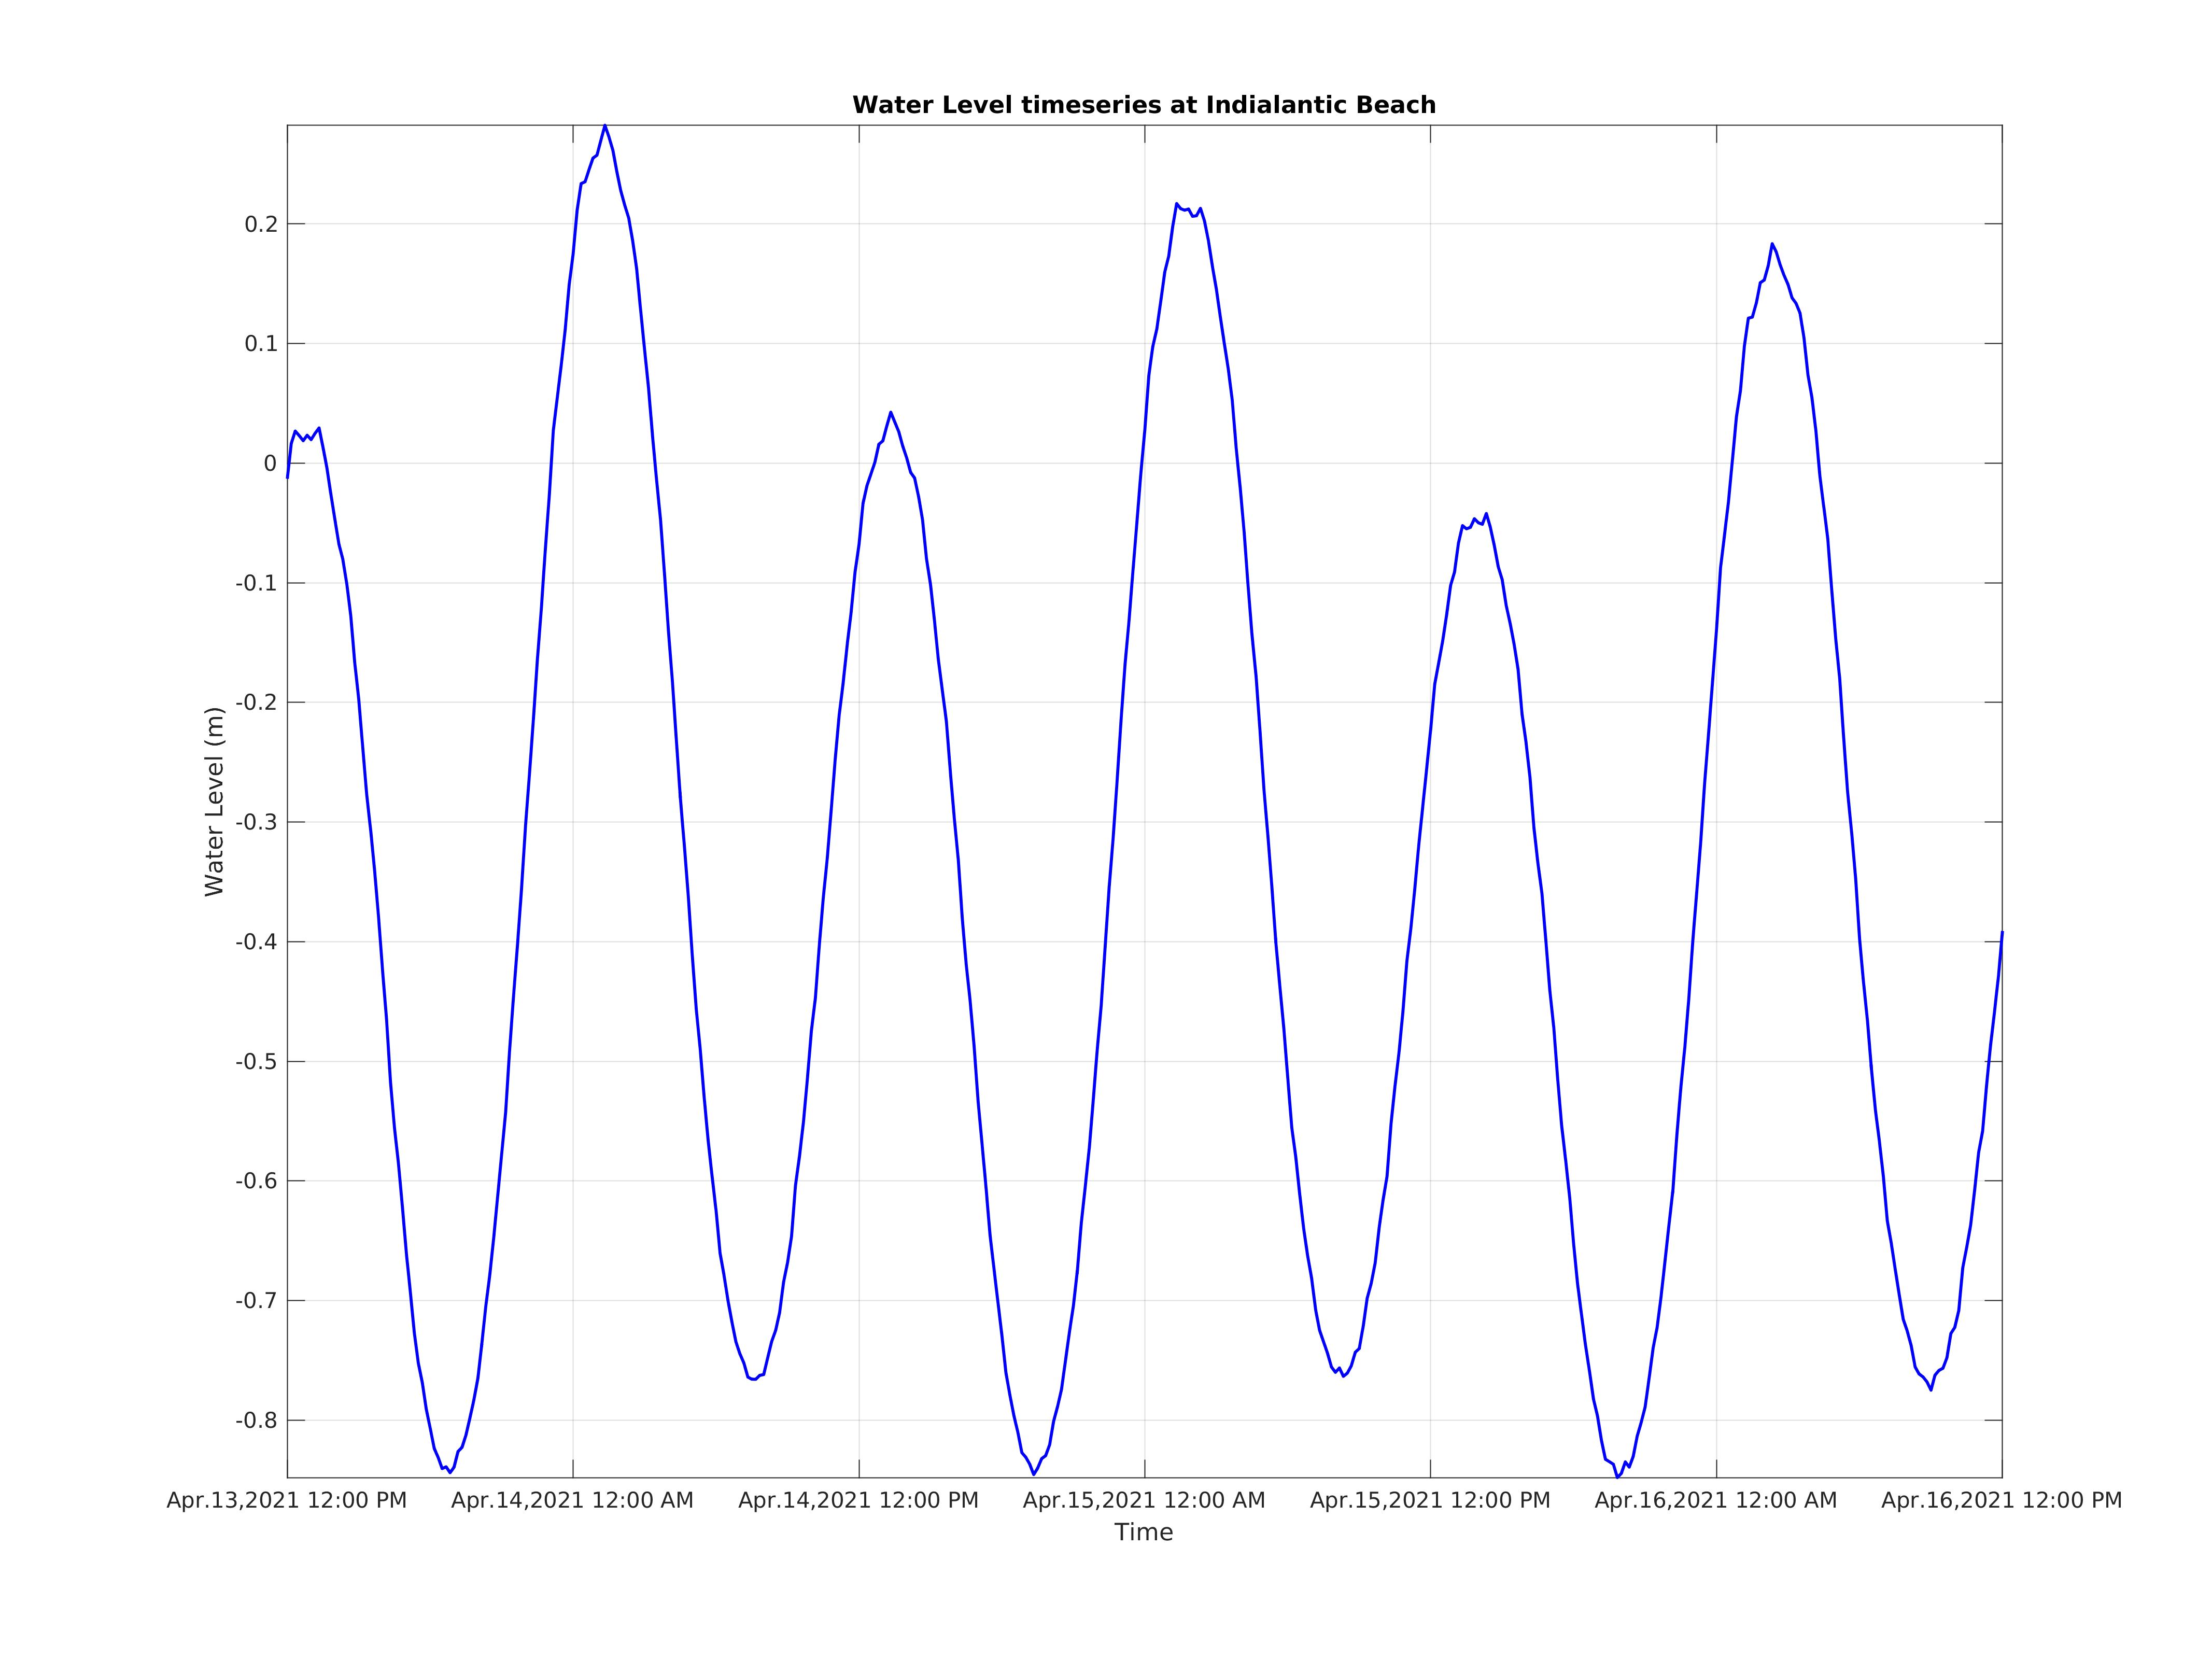 Water Level timeseries at Indialantic Beach
0.2
0.1
0
-0.1
-0.2
-0.3
-0.4
-0.5
-0.6
-0.7
-0.8
Water Level (m)
Apr.13,2021 12:00 PM
Apr.14,2021 12:00 AM
Apr.14,2021 12:00 PM
Apr.15,2021 12:00 AM
Apr.15,2021 12:00 PM
Apr.16,2021 12:00 AM
Apr.16,2021 12:00 PM
Time